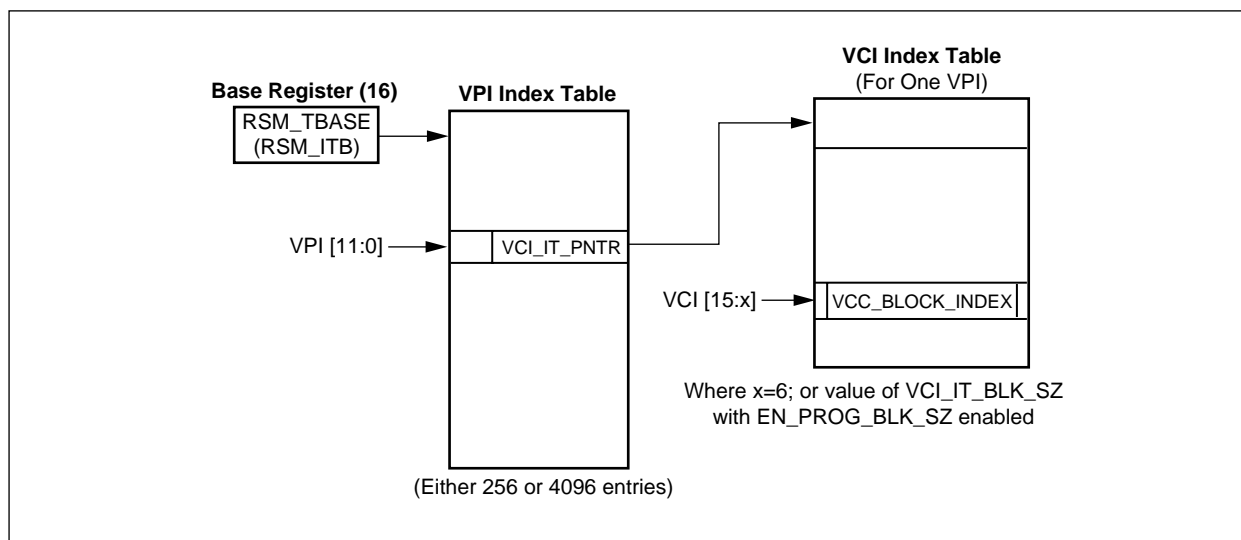 Base Register (16)
RSM_TBASE
(RSM_ITB)
VPI Index Table
VPI [11:0]
VCI_IT_PNTR
(Either 256 or 4096 entries)
VCI Index Table
(For One VPI)
VCI [15:x]
VCC_BLOCK_INDEX
Where x=6; or value of VCI_IT_BLK_SZ
with EN_PROG_BLK_SZ enabled